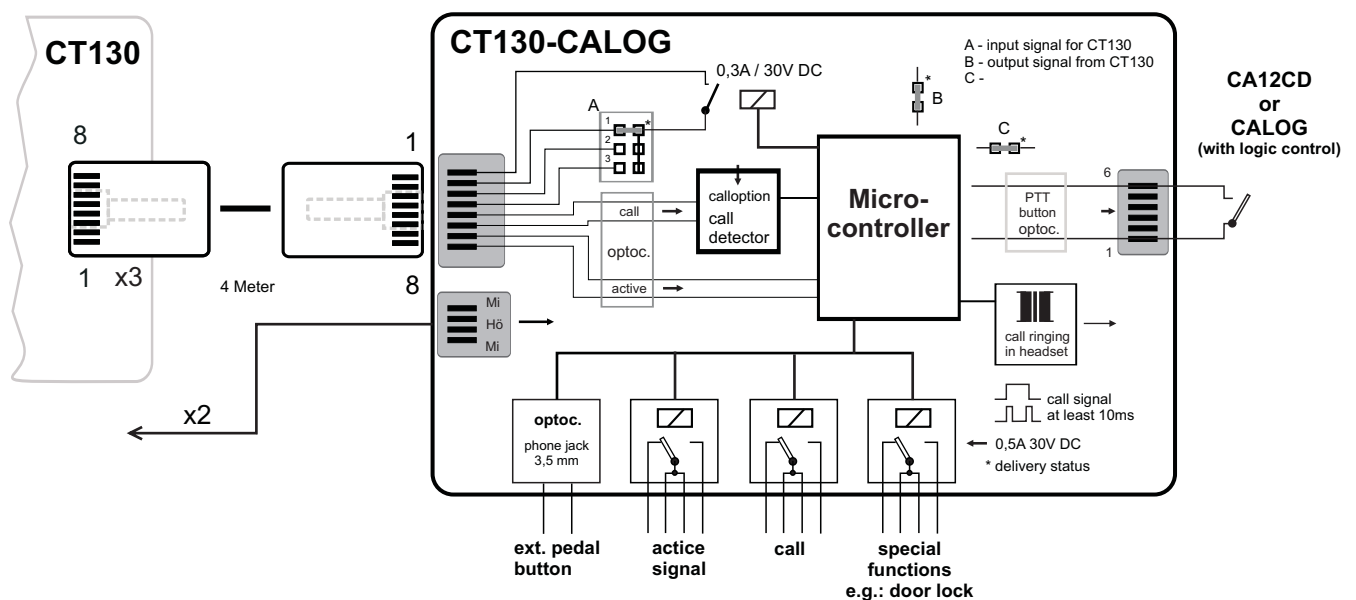 CT130
8
1
x3
4 Meter
1
8
x2
CT130-CALOG
0,3A / 30V DC
A
1
*
2
3
call
optoc.
active
calloption
call
detector
Micro-
controller
*
B
A - input signal for CT130
B - output signal from CT130
C -
C
*
PTT
button
optoc.
6
1
CA12CD
or
CALOG
(with logic control)
Mi
Hö
Mi
call ringing
in headset
call signal
at least 10ms
0,5A 30V DC
* delivery status
optoc.
phone jack
3,5 mm
ext. pedal
button
actice
signal
call
special
functions
e.g.: door lock